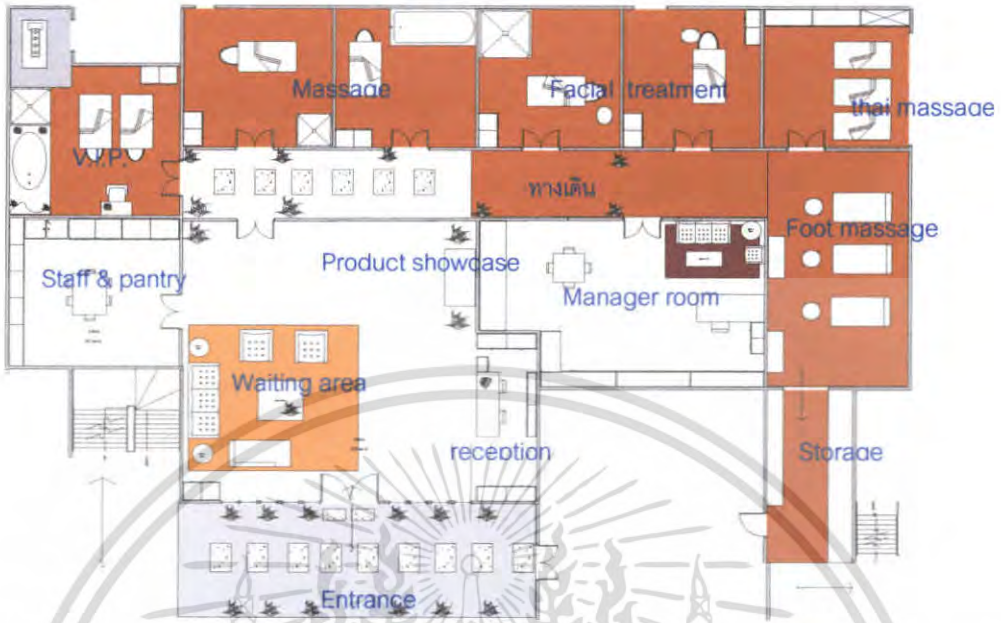 Massage
Facial treatment
thai massage
V.I.P.
ทางเดิน
Foot massage
Staff & pantry
Product showcase
Manager room
Waiting area
reception
Storage
Entrance